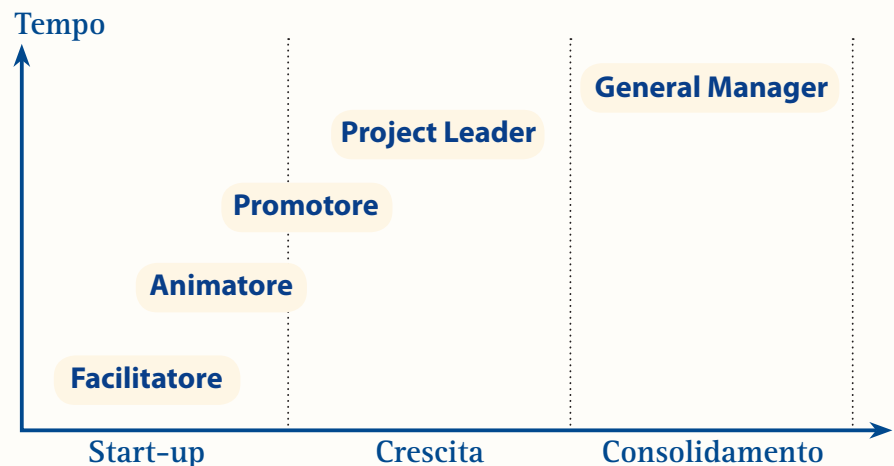 Tempo
General Manager
Project Leader
Promotore
Animatore
Facilitatore
Start-up
Crescita
Consolidamento